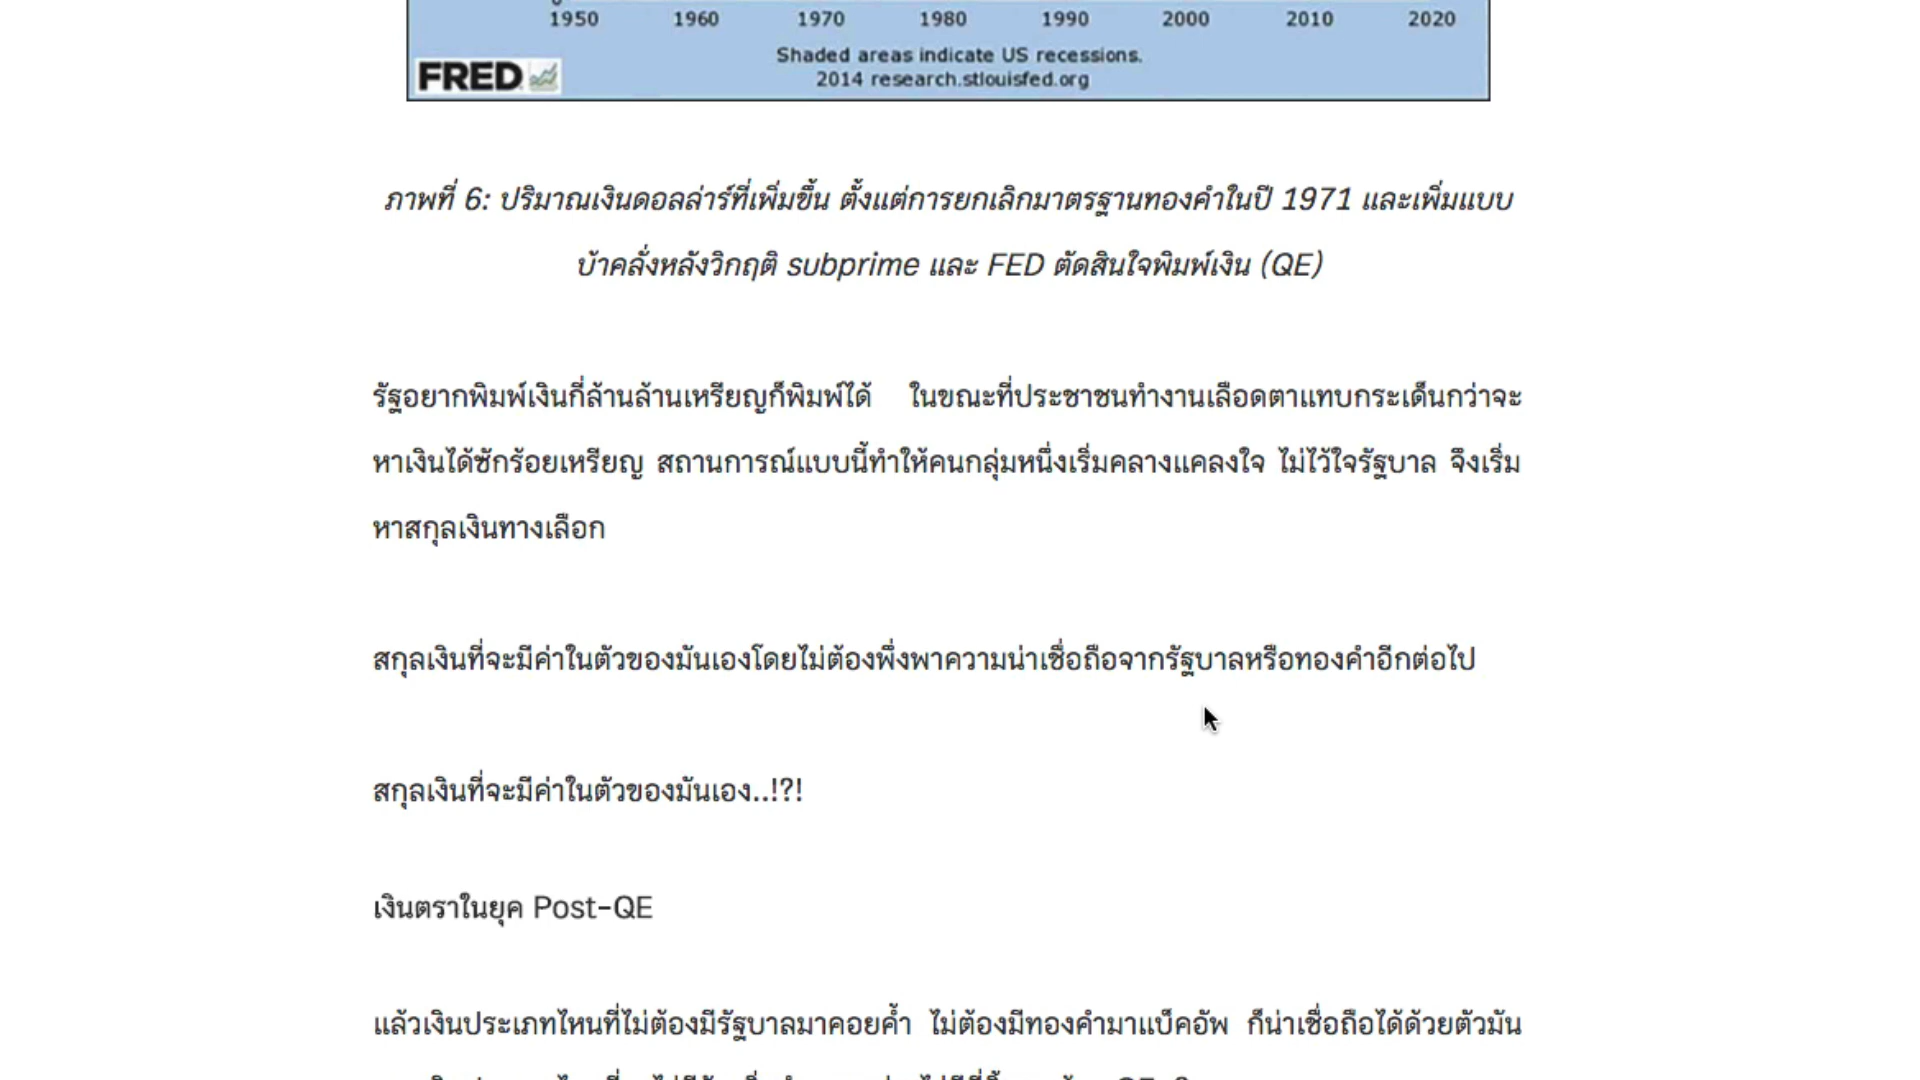 1950 1960 1970 1980 1990 2000 2010 2020
Shaded areas indicate US recessions.
FRED
2014 research.stlouisfed.org
ภาพที่ 6: ปริมาณเงินดอลล่าร์ที่เพิ่มขึ้น ตั้งแต่การยกเลิกมาตรฐานทองคำในปี 1971 และเพิ่มแบบ
บ้าคลั่งหลังวิกฤติ subprime และ FED ตัดสินใจพิมพ์เงิน (QE)
รัฐอยากพิมพ์เงินกี่ล้านล้านเหรียญก็พิมพ์ได้ ในขณะที่ประชาชนทำงานเลือดตาแทบกระเด็นกว่าจะ
หาเงินได้ซักร้อยเหรียญ สถานการณ์แบบนี้ทำให้คนกลุ่มหนึ่งเริ่มคลางแคลงใจ ไม่ไว้ใจรัฐบาล จึงเริ่ม
หาสกุลเงินทางเลือก
สกุลเงินที่จะมีค่าในตัวของมันเองโดยไม่ต้องพึ่งพาความน่าเชื่อถือจากรัฐบาลหรือทองคำอีกต่อไป
สกุลเงินที่จะมีค่าในตัวของมันเอง..!?!
เงินตราในยุค Post-QE
แล้วเงินประเภทไหนที่ไม่ต้องมีรัฐบาลมาคอยค้ำ ไม่ต้องมีทองคำมาแบ็คอัพ ก็น่าเชื่อถือได้ด้วยตัวมัน